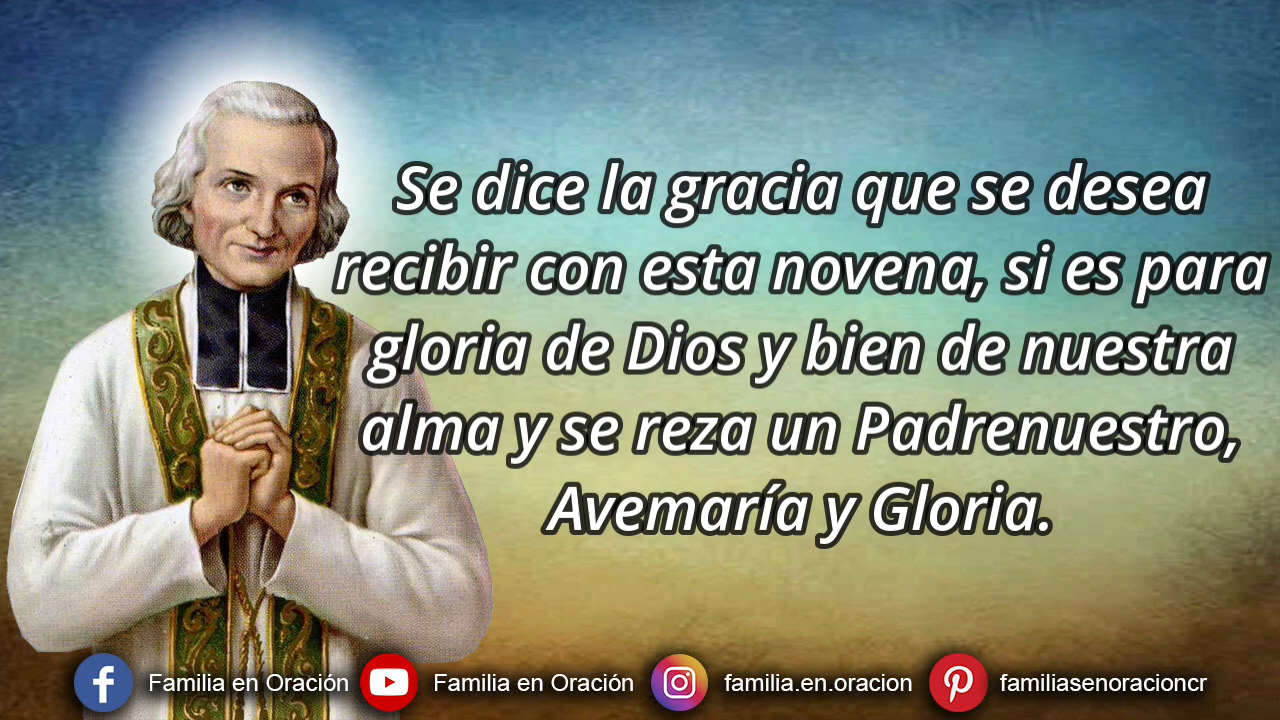 Se dice la gracia que se desea
recibir con esta novena, si es para
gloria de Dios y bien de nuestra
alma y se reza un Padrenuestro,
Avemaría y Gloria.
Familia en Oración Familia en Oración familia.en.oracion familiasenoracioncr